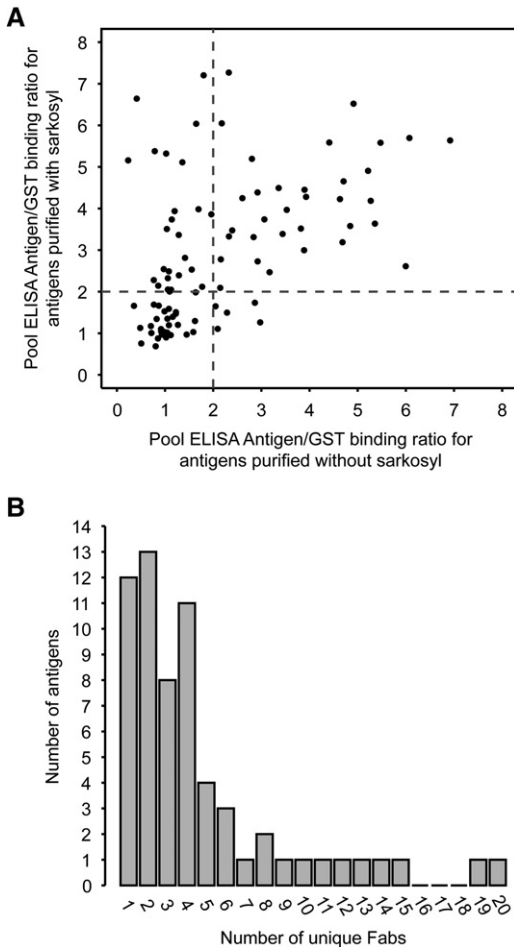 A
8
7
6
5
4
3
2
1
0
Pool ELISA Antigen/GST binding ratio for
antigens purified with sarkosyl
0 1 2 3 4 5 6 7 8
Pool ELISA Antigen/GST binding ratio for
antigens purified without sarkosyl
B
14
13
12
11
10
9
8
7
6
5
4
3
2
1
0
Number of antigens
1 2 3 4 5 6 7 8 9 10 11 12 13 14 15 16 17 18 19 20
Number of unique Fabs